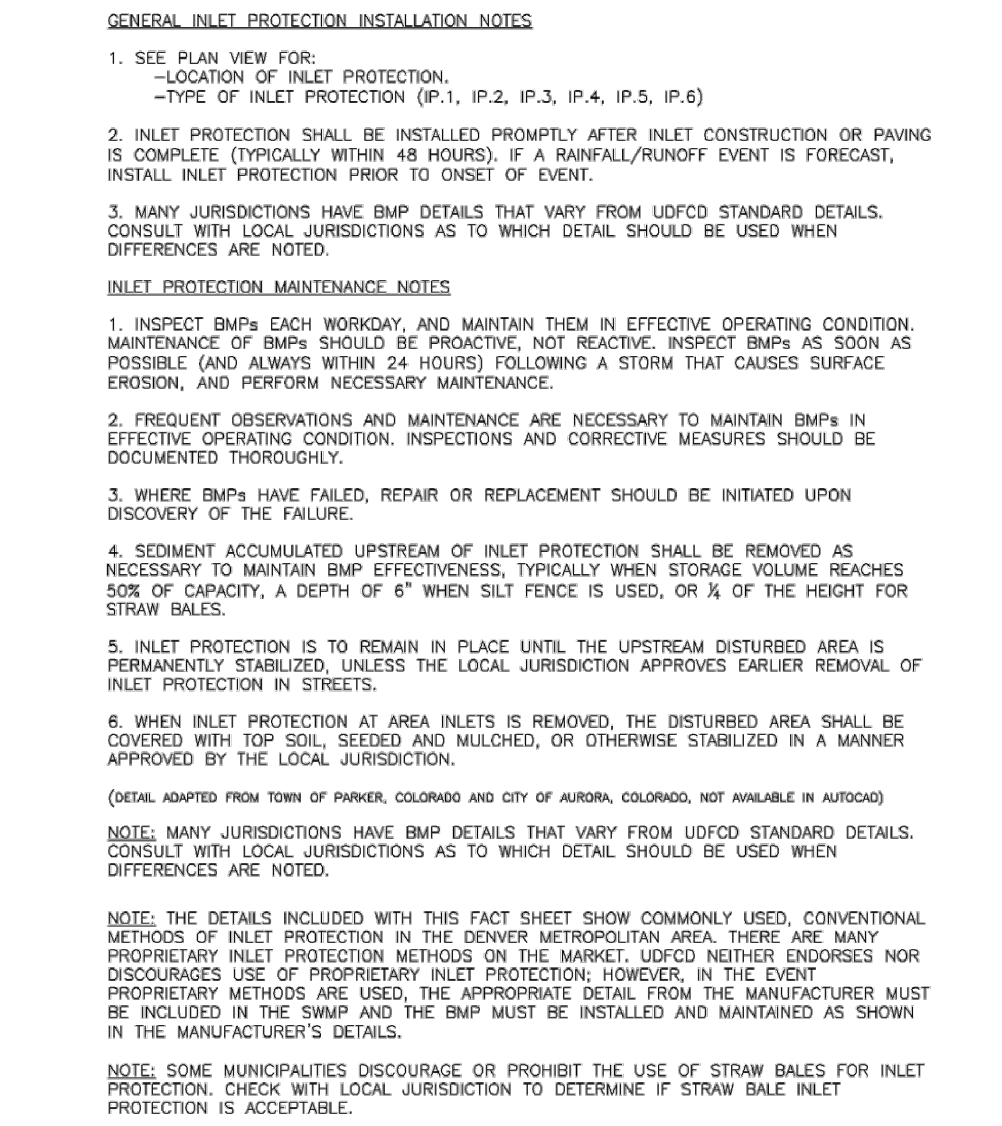 GENERAL INLET PROTECTION INSTALLATION NOTES
1. SEE PLAN VIEW FOR:
-LOCATION OF INLET PROTECTION.
-TYPE OF INLET PROTECTION (IP.1, IP.2, IP.3, IP.4, IP.5, IP.6)
2. INLET PROTECTION SHALL BE INSTALLED PROMPTLY AFTER INLET CONSTRUCTION OR PAVING
IS COMPLETE (TYPICALLY WITHIN 48 HOURS). IF A RAINFALL/RUNOFF EVENT IS FORECAST,
INSTALL INLET PROTECTION PRIOR TO ONSET OF EVENT.
3. MANY JURISDICTIONS HAVE BMP DETAILS THAT VARY FROM UDFCD STANDARD DETAILS.
CONSULT WITH LOCAL JURISDICTIONS AS TO WHICH DETAIL SHOULD BE USED WHEN
DIFFERENCES ARE NOTED.
INLET PROTECTION MAINTENANCE NOTES
1. INSPECT BMPs EACH WORKDAY, AND MAINTAIN THEM IN EFFECTIVE OPERATING CONDITION.
MAINTENANCE OF BMPs SHOULD BE PROACTIVE, NOT REACTIVE. INSPECT BMPs AS SOON AS
POSSIBLE (AND ALWAYS WITHIN 24 HOURS) FOLLOWING A STORM THAT CAUSES SURFACE
EROSION, AND PERFORM NECESSARY MAINTENANCE.
2. FREQUENT OBSERVATIONS AND MAINTENANCE ARE NECESSARY TO MAINTAIN BMPs IN
EFFECTIVE OPERATING CONDITION. INSPECTIONS AND CORRECTIVE MEASURES SHOULD BE
DOCUMENTED THOROUGHLY.
3. WHERE BMPs HAVE FAILED, REPAIR OR REPLACEMENT SHOULD BE INITIATED UPON
DISCOVERY OF THE FAILURE.
4. SEDIMENT ACCUMULATED UPSTREAM OF INLET PROTECTION SHALL BE REMOVED AS
NECESSARY TO MAINTAIN BMP EFFECTIVENESS, TYPICALLY WHEN STORAGE VOLUME REACHES
50% OF CAPACITY, A DEPTH OF 6" WHEN SILT FENCE IS USED, OR ¼ OF THE HEIGHT FOR
STRAW BALES.
5. INLET PROTECTION IS TO REMAIN IN PLACE UNTIL THE UPSTREAM DISTURBED AREA IS
PERMANENTLY STABILIZED, UNLESS THE LOCAL JURISDICTION APPROVES EARLIER REMOVAL OF
INLET PROTECTION IN STREETS.
6. WHEN INLET PROTECTION AT AREA INLETS IS REMOVED, THE DISTURBED AREA SHALL BE
COVERED WITH TOP SOIL, SEEDED AND MULCHED, OR OTHERWISE STABILIZED IN A MANNER
APPROVED BY THE LOCAL JURISDICTION.
(DETAIL ADAPTED FROM TOWN OF PARKER, COLORADO AND CITY OF AURORA, COLORADO, NOT AVAILABLE IN AUTOCAD)
NOTE: MANY JURISDICTIONS HAVE BMP DETAILS THAT VARY FROM UDFCD STANDARD DETAILS.
CONSULT WITH LOCAL JURISDICTIONS AS TO WHICH DETAIL SHOULD BE USED WHEN
DIFFERENCES ARE NOTED.
NOTE: THE DETAILS INCLUDED WITH THIS FACT SHEET SHOW COMMONLY USED, CONVENTIONAL
METHODS OF INLET PROTECTION IN THE DENVER METROPOLITAN AREA. THERE ARE MANY
PROPRIETARY INLET PROTECTION METHODS ON THE MARKET. UDFCD NEITHER ENDORSES NOR
DISCOURAGES USE OF PROPRIETARY INLET PROTECTION; HOWEVER, IN THE EVENT
PROPRIETARY METHODS ARE USED, THE APPROPRIATE DETAIL FROM THE MANUFACTURER MUST
BE INCLUDED IN THE SWMP AND THE BMP MUST BE INSTALLED AND MAINTAINED AS SHOWN
IN THE MANUFACTURER'S DETAILS.
NOTE: SOME MUNICIPALITIES DISCOURAGE OR PROHIBIT THE USE OF STRAW BALES FOR INLET
PROTECTION. CHECK WITH LOCAL JURISDICTION TO DETERMINE IF STRAW BALE INLET
PROTECTION IS ACCEPTABLE.